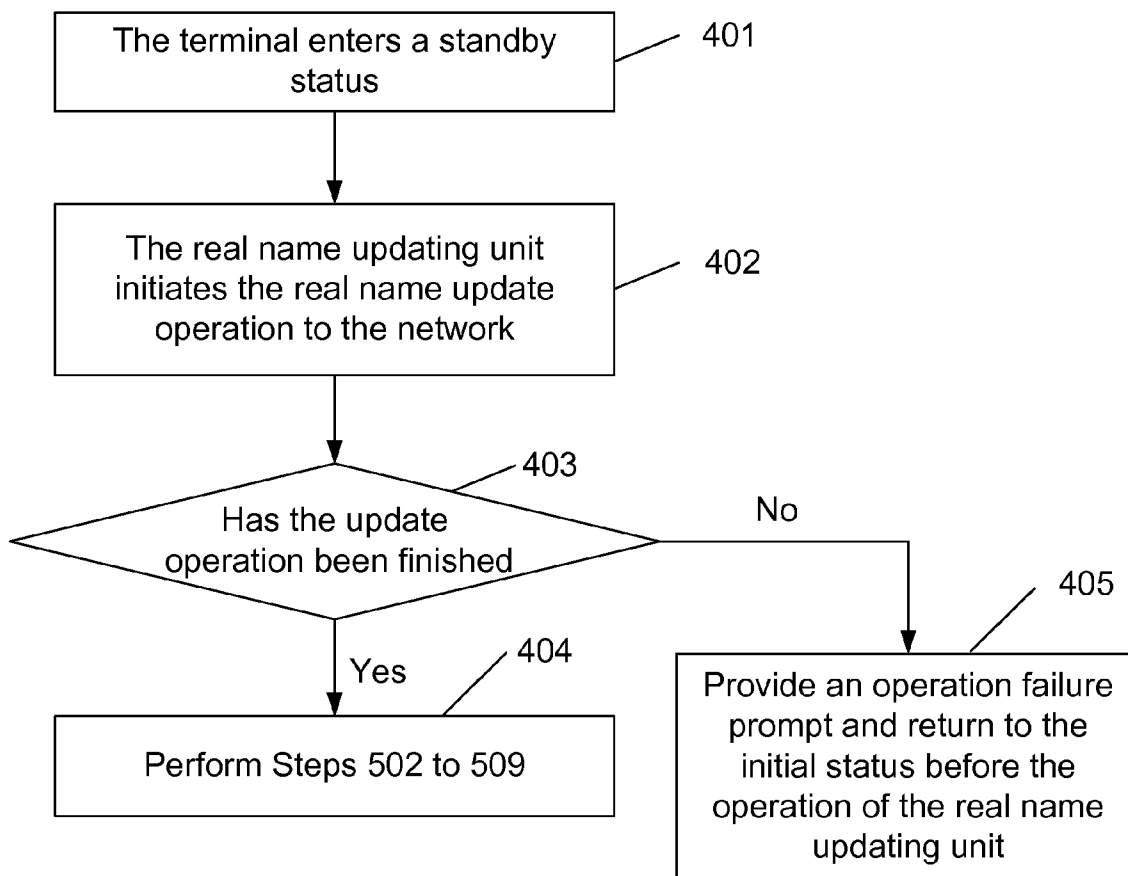 The terminal enters a standby
status
401
The real name updating unit
initiates the real name update
operation to the network
402
403
Has the update
operation been finished
No
Yes
404
Perform Steps 502 to 509
405
Provide an operation failure
prompt and return to the
initial status before the
operation of the real name
updating unit